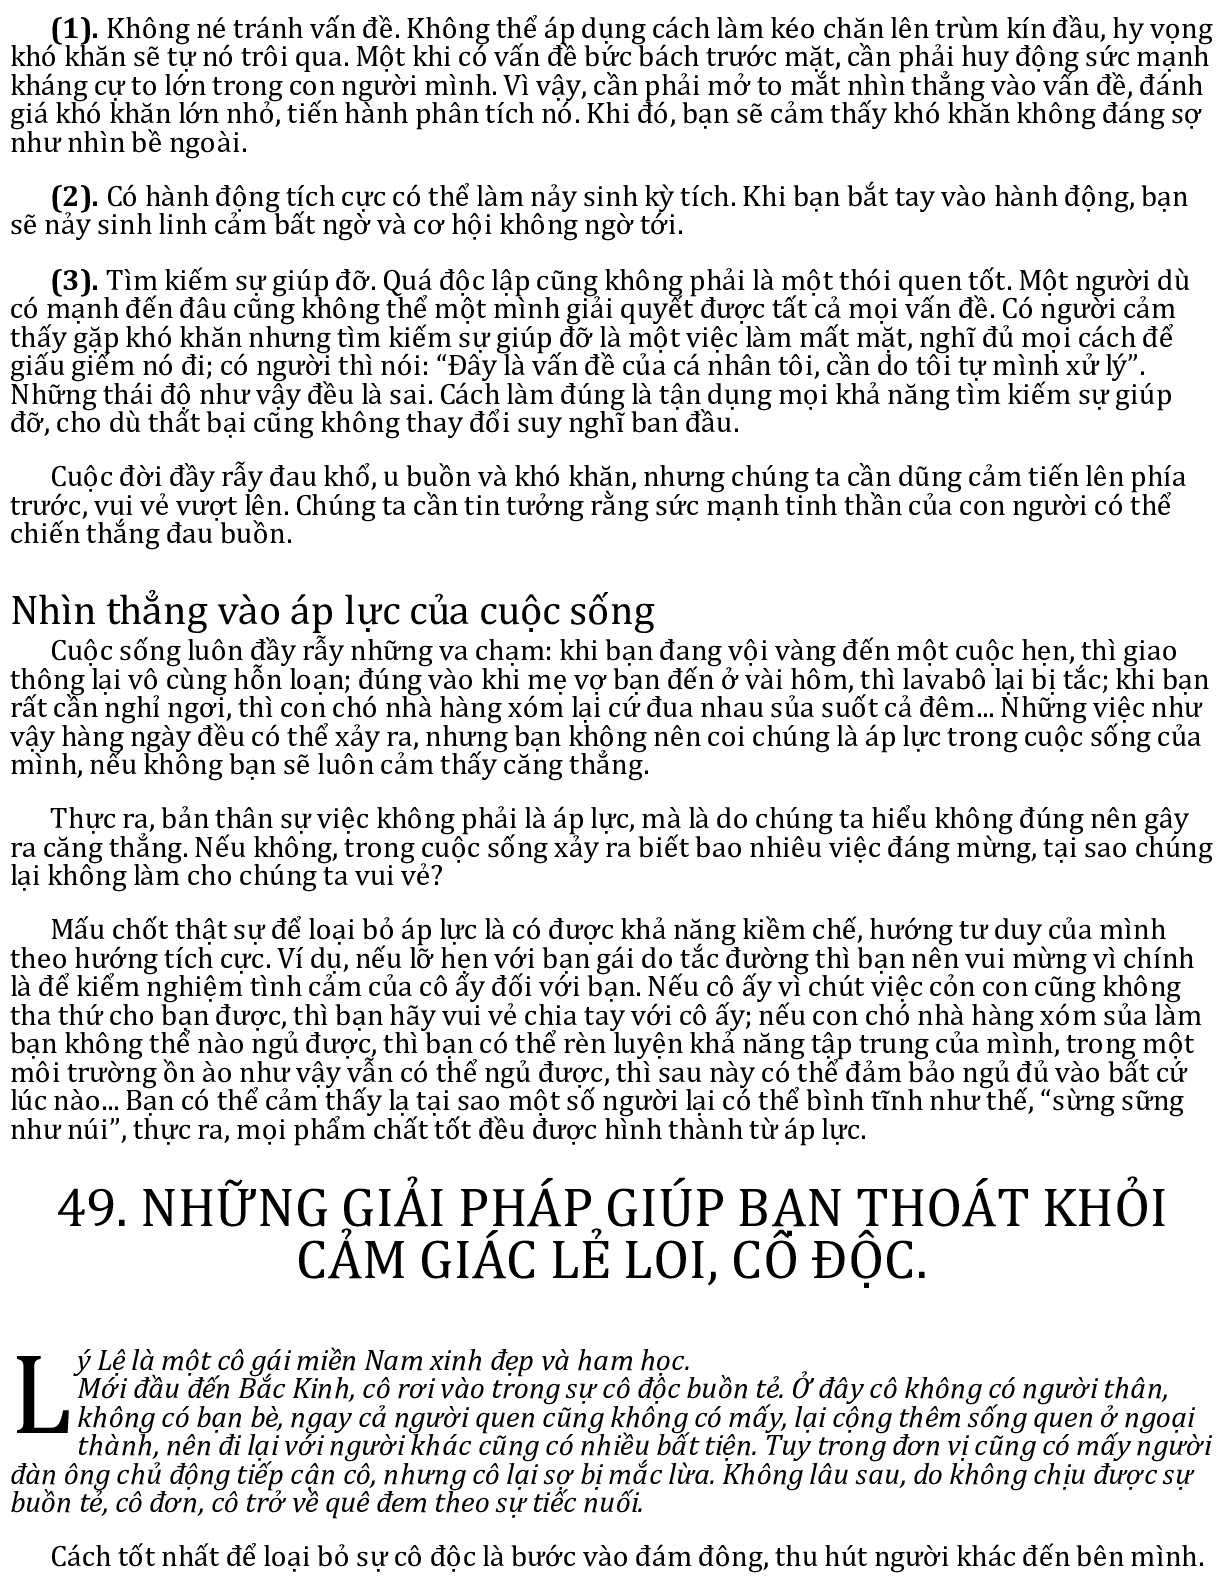 (1). Không né tránh vấn đề. Không thể áp dụng cách làm kéo chăn lên trùm kín đầu, hy vọng
khó khăn sẽ tự nó trôi qua. Một khi có vấn đề bức bách trước mặt, cần phải huy động sức mạnh
kháng cự to lớn trong con người mình. Vì vậy, cần phải mở to mắt nhìn thẳng vào vấn đề, đánh
giá khó khăn lớn nhỏ, tiến hành phân tích nó. Khi đó, bạn sẽ cảm thấy khó khăn không đáng sợ
như nhìn bề ngoài.
(2). Có hành động tích cực có thể làm nảy sinh kỳ tích. Khi bạn bắt tay vào hành động, bạn
sẽ nảy sinh linh cảm bất ngờ và cơ hội không ngờ tới.
(3). Tìm kiếm sự giúp đỡ. Quá độc lập cũng không phải là một thói quen tốt. Một người dù
có mạnh đến đâu cũng không thể một mình giải quyết được tất cả mọi vấn đề. Có người cảm
thấy gặp khó khăn nhưng tìm kiếm sự giúp đỡ là một việc làm mất mặt, nghĩ đủ mọi cách để
giấu giếm nó đi; có người thì nói: “Đây là vấn đề của cá nhân tôi, cần do tôi tự mình xử lý”.
Những thái độ như vậy đều là sai. Cách làm đúng là tận dụng mọi khả năng tìm kiếm sự giúp
đỡ, cho dù thất bại cũng không thay đổi suy nghĩ ban đầu.
Cuộc đời đầy rẫy đau khổ, u buồn và khó khăn, nhưng chúng ta cần dũng cảm tiến lên phía
trước, vui vẻ vượt lên. Chúng ta cần tin tưởng rằng sức mạnh tinh thần của con người có thể
chiến thắng đau buồn.
Nhìn thẳng vào áp lực của cuộc sống
Cuộc sống luôn đầy rẫy những va chạm: khi bạn đang vội vàng đến một cuộc hẹn, thì giao
thông lại vô cùng hỗn loạn; đúng vào khi mẹ vợ bạn đến ở vài hôm, thì lavabô lại bị tắc; khi bạn
rất cần nghỉ ngơi, thì con chó nhà hàng xóm lại cứ đua nhau sủa suốt cả đêm... Những việc như
vậy hàng ngày đều có thể xảy ra, nhưng bạn không nên coi chúng là áp lực trong cuộc sống của
mình, nếu không bạn sẽ luôn cảm thấy căng thẳng.
Thực ra, bản thân sự việc không phải là áp lực, mà là do chúng ta hiểu không đúng nên gây
ra căng thẳng. Nếu không, trong cuộc sống xảy ra biết bao nhiêu việc đáng mừng, tại sao chúng
lại không làm cho chúng ta vui vẻ?
Mấu chốt thật sự để loại bỏ áp lực là có được khả năng kiềm chế, hướng tư duy của mình
theo hướng tích cực. Ví dụ, nếu lỡ hẹn với bạn gái do tắc đường thì bạn nên vui mừng vì chính
là để kiểm nghiệm tình cảm của cô ấy đối với bạn. Nếu cô ấy vì chút việc cỏn con cũng không
tha thứ cho bạn được, thì bạn hãy vui vẻ chia tay với cô ấy; nếu con chó nhà hàng xóm sủa làm
bạn không thể nào ngủ được, thì bạn có thể rèn luyện khả năng tập trung của mình, trong một
môi trường ồn ào như vậy vẫn có thể ngủ được, thì sau này có thể đảm bảo ngủ đủ vào bất cứ
lúc nào... Bạn có thể cảm thấy lạ tại sao một số người lại có thể bình tĩnh như thế, “sừng sững
như núi”, thực ra, mọi phẩm chất tốt đều được hình thành từ áp lực.
49. NHỮNG GIẢI PHÁP GIÚP BẠN THOÁT KHỎI
CẢM GIÁC LẺ LOI, CÔ ĐỘC.
Lý Lệ là một cô gái miền Nam xinh đẹp và ham học.
Mới đầu đến Bắc Kinh, cô rơi vào trong sự cô độc buồn tẻ. Ở đây cô không có người thân,
không có bạn bè, ngay cả người quen cũng không có mấy, lại cộng thêm sống quen ở ngoại
thành, nên đi lại với người khác cũng có nhiều bất tiện. Tuy trong đơn vị cũng có mấy người
đàn ông chủ động tiếp cận cô, nhưng cô lại sợ bị mắc lừa. Không lâu sau, do không chịu được sự
buồn tẻ, cô đơn, cô trở về quê đem theo sự tiếc nuối.
Cách tốt nhất để loại bỏ sự cô độc là bước vào đám đông, thu hút người khác đến bên mình.